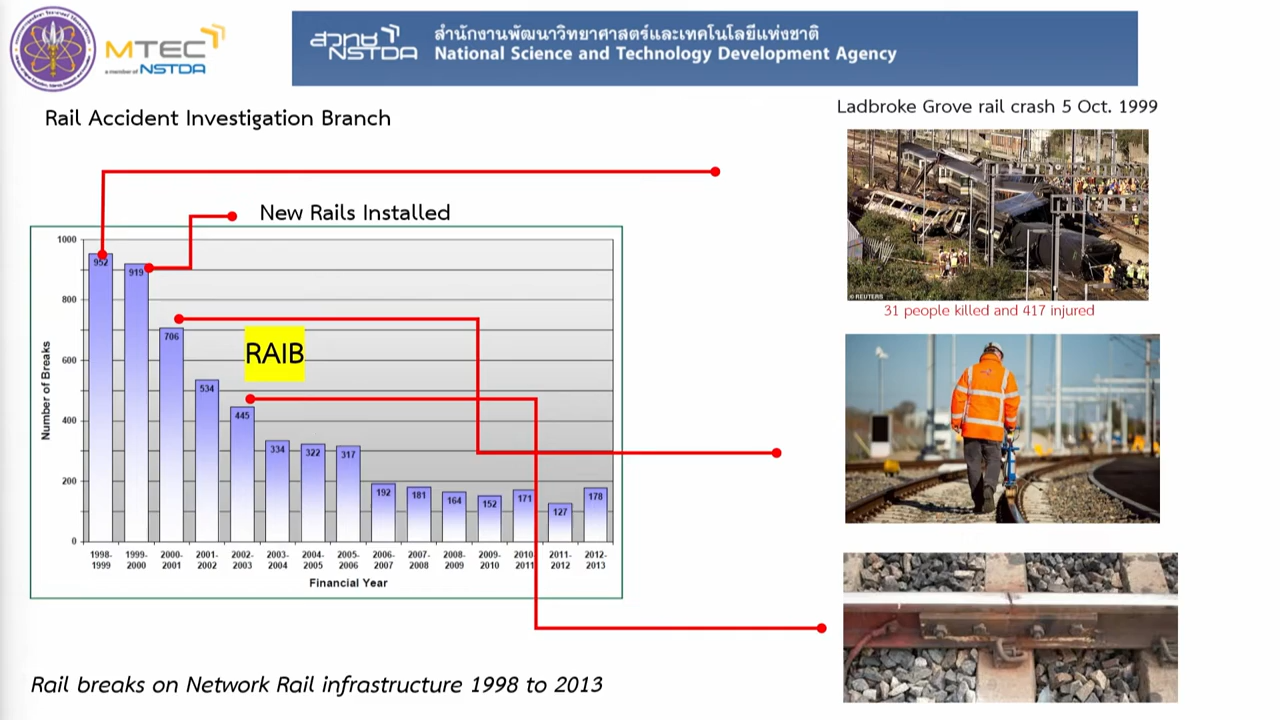 MTEC
a member of NSTDA
สวทช
NSTDA
สำนักงานพัฒนาวิทยาศาสตร์และเทคโนโลยีแห่งชาติ
National Science and Technology Development Agency
Rail Accident Investigation Branch
Ladbroke Grove rail crash 5 Oct. 1999
© REUTERS
31 people killed and 417 injured
New Rails Installed
RAIB
Number of Breaks
1000
800
600
400
200
0
952
919
706
534
445
334
322
317
192
181
164
152
171
127
178
1998-1999
1999-2000
2000-2001
2001-2002
2002-2003
2003-2004
2004-2005
2005-2006
2006-2007
2007-2008
2008-2009
2009-2010
2010-2011
2011-2012
2012-2013
Financial Year
Rail breaks on Network Rail infrastructure 1998 to 2013